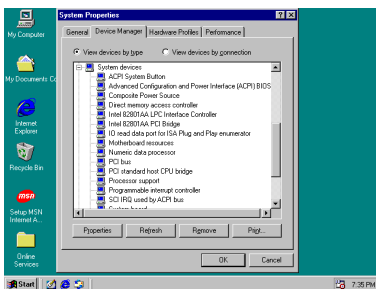 System Properties
My Computer
General
Device Manager
Hardware Profiles
Performance
View devices by type
View devices by connection
System devices
ACPI System Button
Advanced Configuration and Power Interface (ACPI) BIOS
Composite Power Source
Direct memory access controller
Intel 82801AA LPC Interface Controller
Intel 82801AA PCI Bridge
IO read data port for ISA Plug and Play enumerator
Motherboard resources
Numeric data processor
PCI bus
PCI standard host CPU bridge
Processor support
Programmable interrupt controller
SCI IRQ used by ACPI bus
System board
My Documents
Internet
Explorer
Recycle Bin
msn
Setup MSN
Internet A...
Online
Services
Properties
Refresh
Remove
Print...
OK
Cancel
Start
7:35 PM